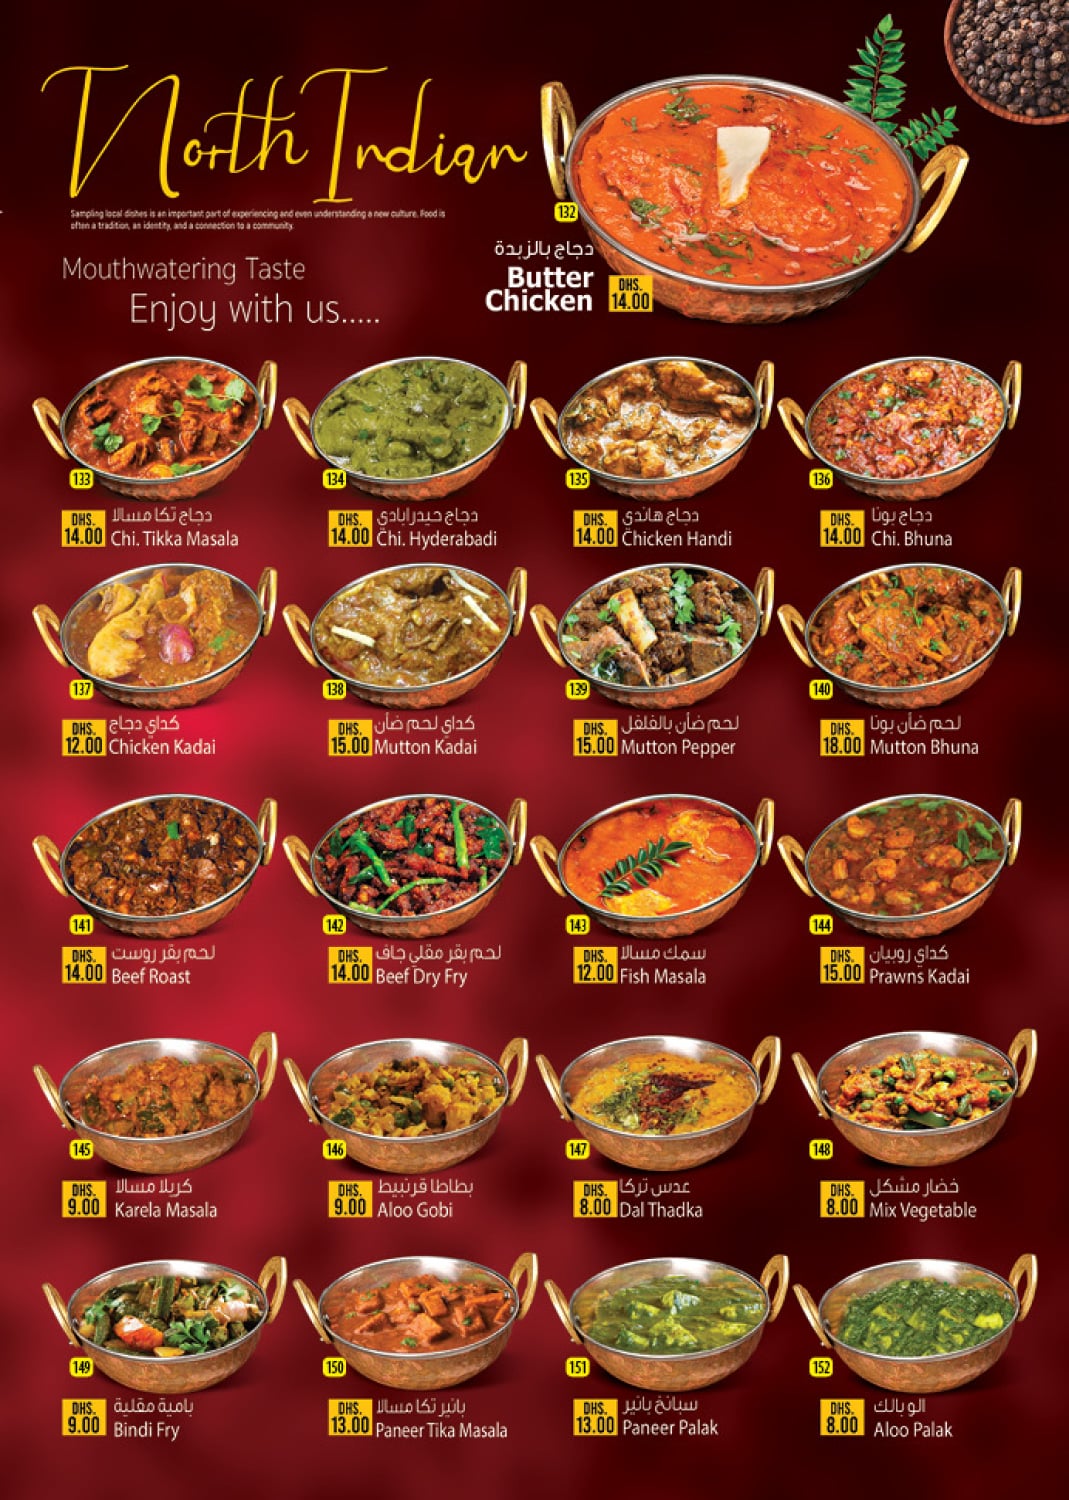 North Indian
Sampling local dishes is an important part of experiencing and even understanding a new culture. Food is
often a tradition, an identity, and a connection to a community.
Mouthwatering Taste
Enjoy with us.....
132
دجاج بالزبدة
Butter
Chicken
DHS.
14.00
133
DHS.
14.00
دجاج تكا مسالا
Chi. Tikka Masala
134
DHS.
14.00
دجاج حيدرابادي
Chi. Hyderabadi
135
DHS.
14.00
دجاج هاندي
Chicken Handi
136
DHS.
14.00
دجاج بونا
Chi. Bhuna
137
DHS.
12.00
كداي دجاج
Chicken Kadai
138
DHS.
15.00
كداي لحم ضأن
Mutton Kadai
139
DHS.
15.00
لحم ضأن بالفلفل
Mutton Pepper
140
DHS.
18.00
لحم ضأن بونا
Mutton Bhuna
141
DHS.
14.00
لحم بقر روست
Beef Roast
142
DHS.
14.00
لحم بقر مقلي جاف
Beef Dry Fry
143
DHS.
12.00
سمك مسالا
Fish Masala
144
DHS.
15.00
كداي روبيان
Prawns Kadai
145
DHS.
9.00
كريلا مسالا
Karela Masala
146
DHS.
9.00
بطاطا قرنبيط
Aloo Gobi
147
DHS.
8.00
عدس تركا
Dal Thadka
148
DHS.
8.00
خضار مشكل
Mix Vegetable
149
DHS.
9.00
بامية مقلية
Bindi Fry
150
DHS.
13.00
بانير تكا مسالا
Paneer Tika Masala
151
DHS.
13.00
سبانخ بانير
Paneer Palak
152
DHS.
8.00
الو بالك
Aloo Palak